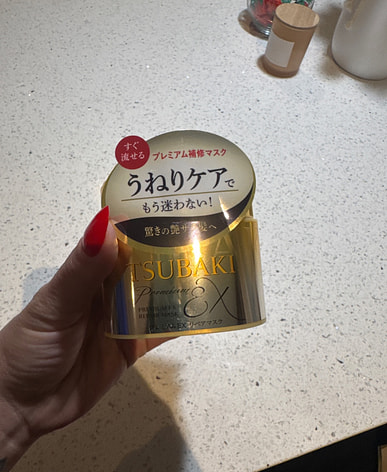 すぐ
流せる
プレミアム補修マスク
うねりケアで
もう迷わない！
驚きの艶サラ髪へ
TSUBAKI
Premium EX